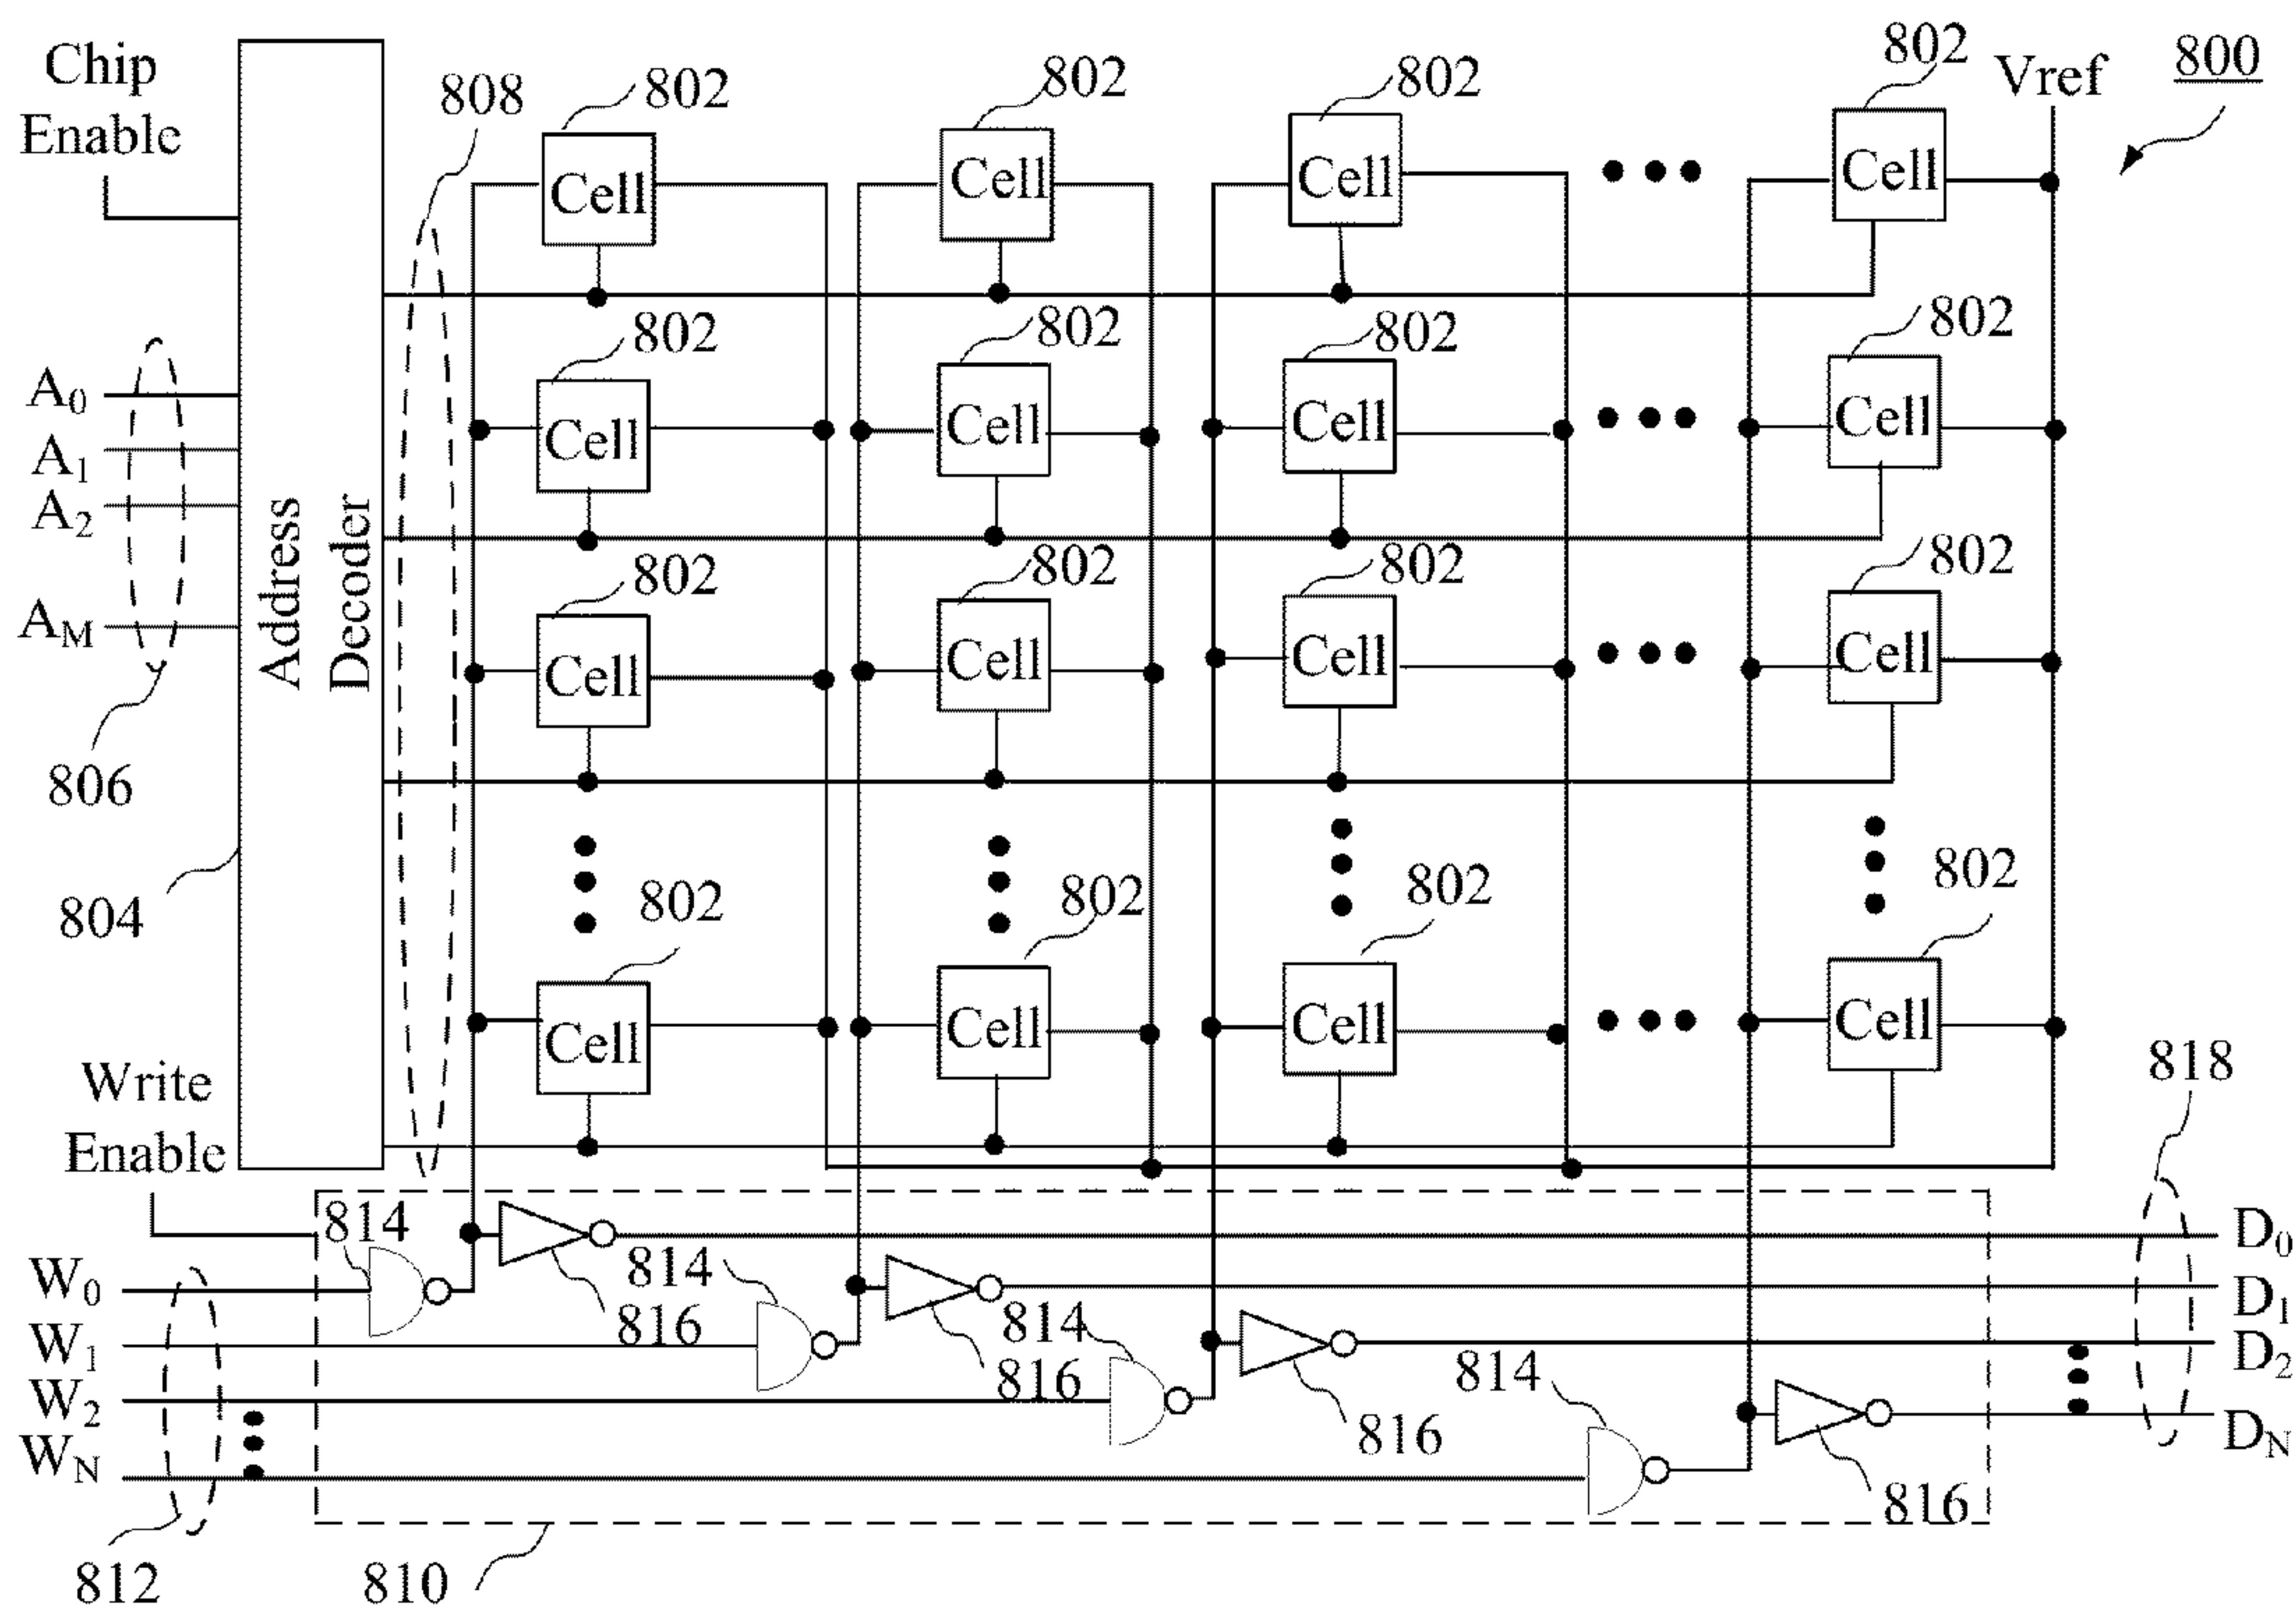 Chip
Enable
808
802
802
802
802
Vref
800
Cell
Cell
Cell
Cell
802
802
802
802
A0
A1
A2
AM
Cell
Cell
Cell
Cell
Address
Decoder
802
802
802
802
Cell
Cell
Cell
Cell
806
804
802
802
802
802
Cell
Cell
Cell
Cell
Write
Enable
818
814
D0
W0
814
816
D1
W1
814
816
D2
W2
814
816
DN
WN
816
812
810